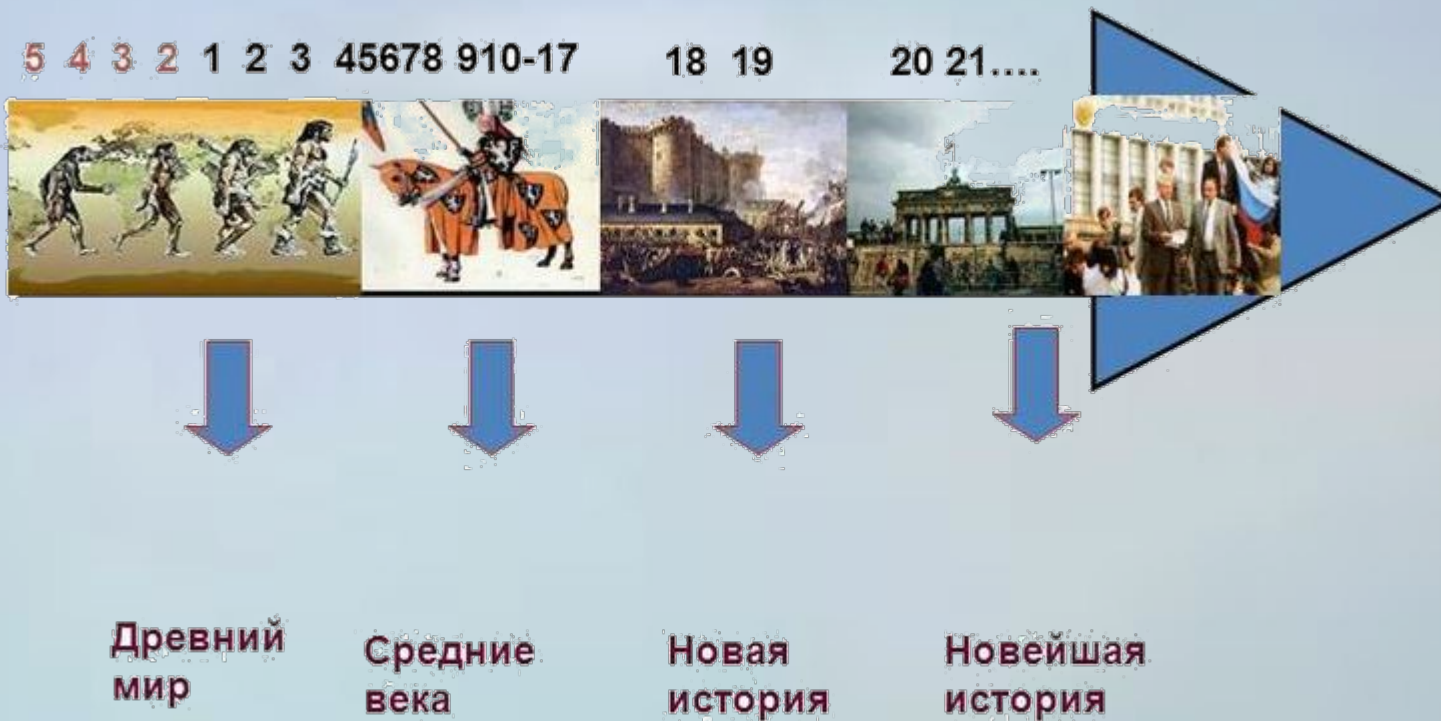 5 4 3 2 1 2 3 45678 910-17 18 19 20 21....
Древний
мир
Средние
века
Новая
история
Новейшая
история